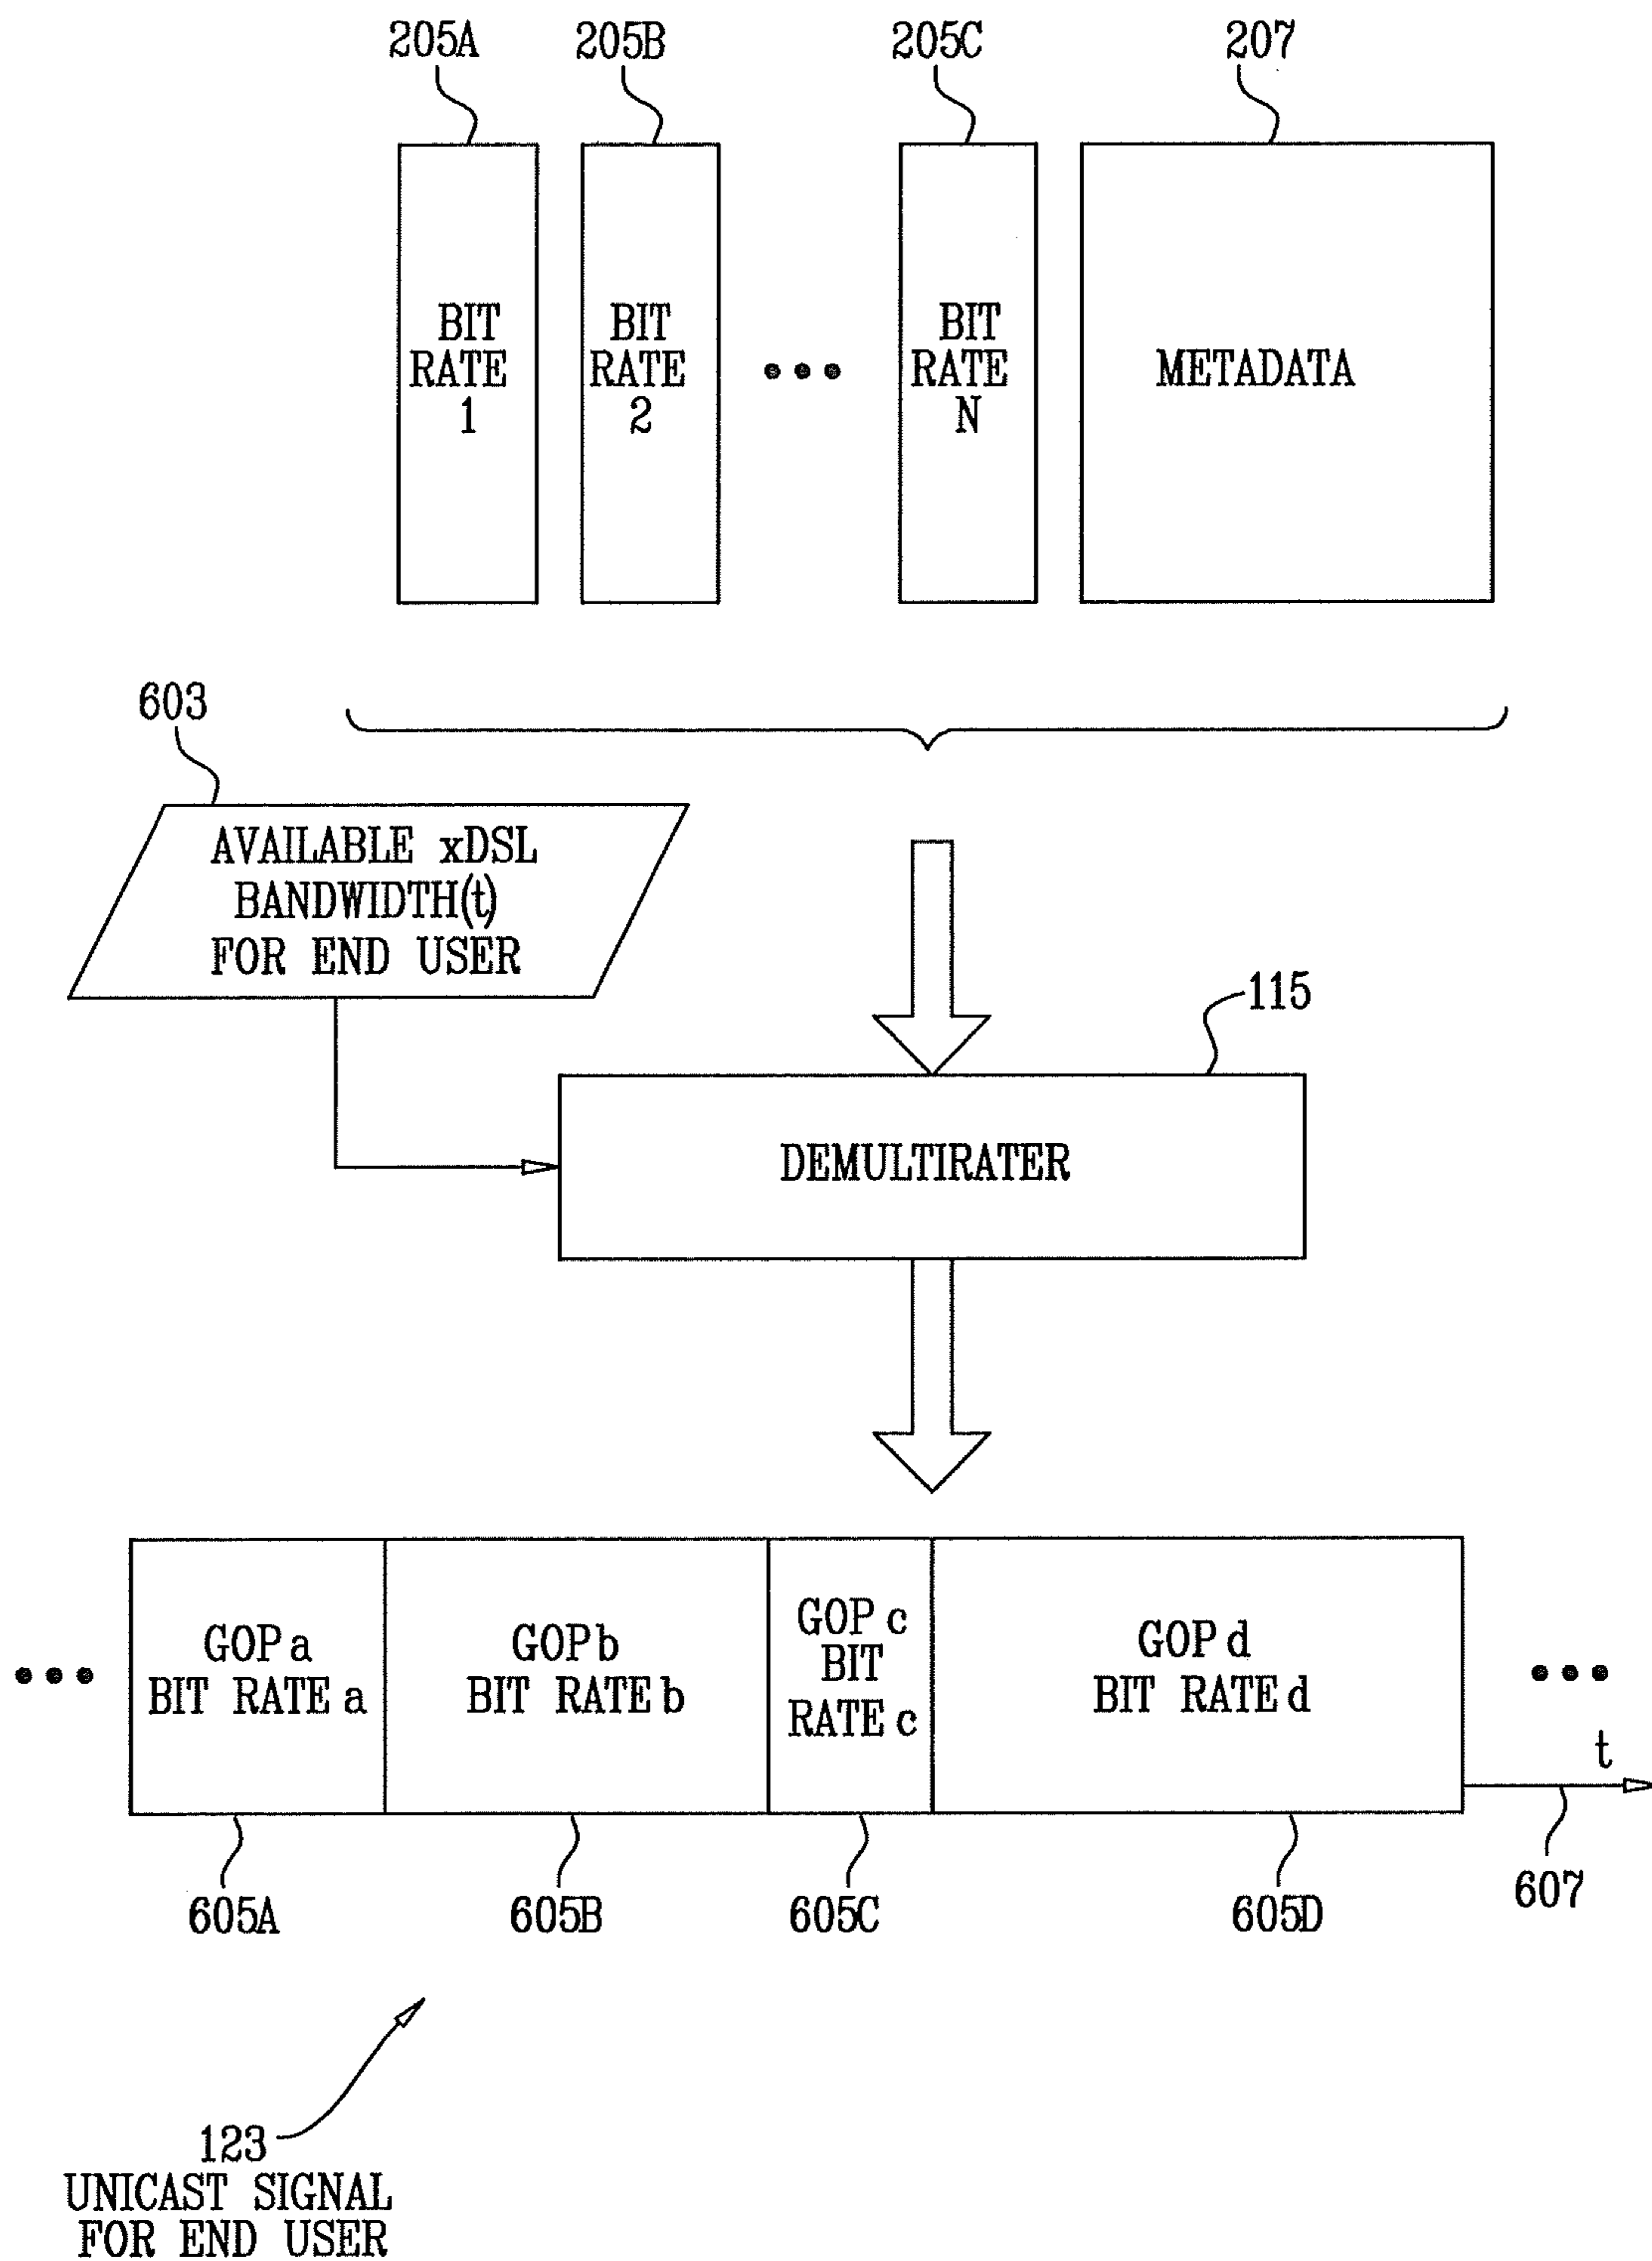 205A 205B 205C 207
BIT
RATE
1
BIT
RATE
2
•••
BIT
RATE
N
METADATA
603
AVAILABLE xDSL
BANDWIDTH(t)
FOR END USER
115
DEMULTIRATER
•••
GOP a
BIT RATE a
GOP b
BIT RATE b
GOP c
BIT
RATE c
GOP d
BIT RATE d
•••
t
605A 605B 605C 605D 607
123
UNICAST SIGNAL
FOR END USER